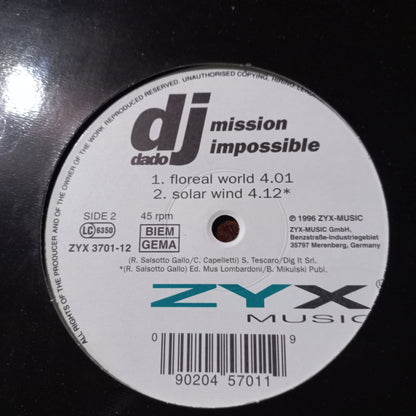 ALL RIGHTS OF THE PRODUCER AND OF THE OWNER OF THE WORK REPRODUCED RESERVED. UNAUTHORISED COPYING,
dj
dado
mission
impossible
1. floreal world 4.01
2. solar wind 4.12*
SIDE 2
45 rpm
LC 6350
BIEM
GEMA
ZYX 3701-12
℗ 1996 ZYX-MUSIC
ZYX-MUSIC GmbH,
Benzstraße-Industriegebiet
35797 Merenberg, Germany
(R. Salsotto Gallo/C. Capelletti) S. Tescaro/Dig It Srl.
*(R. Salsotto Gallo) Ed. Mus Lombardoni/B. Mikulski Publ.
ZYX®
MUSIC
0 90204 57011 9